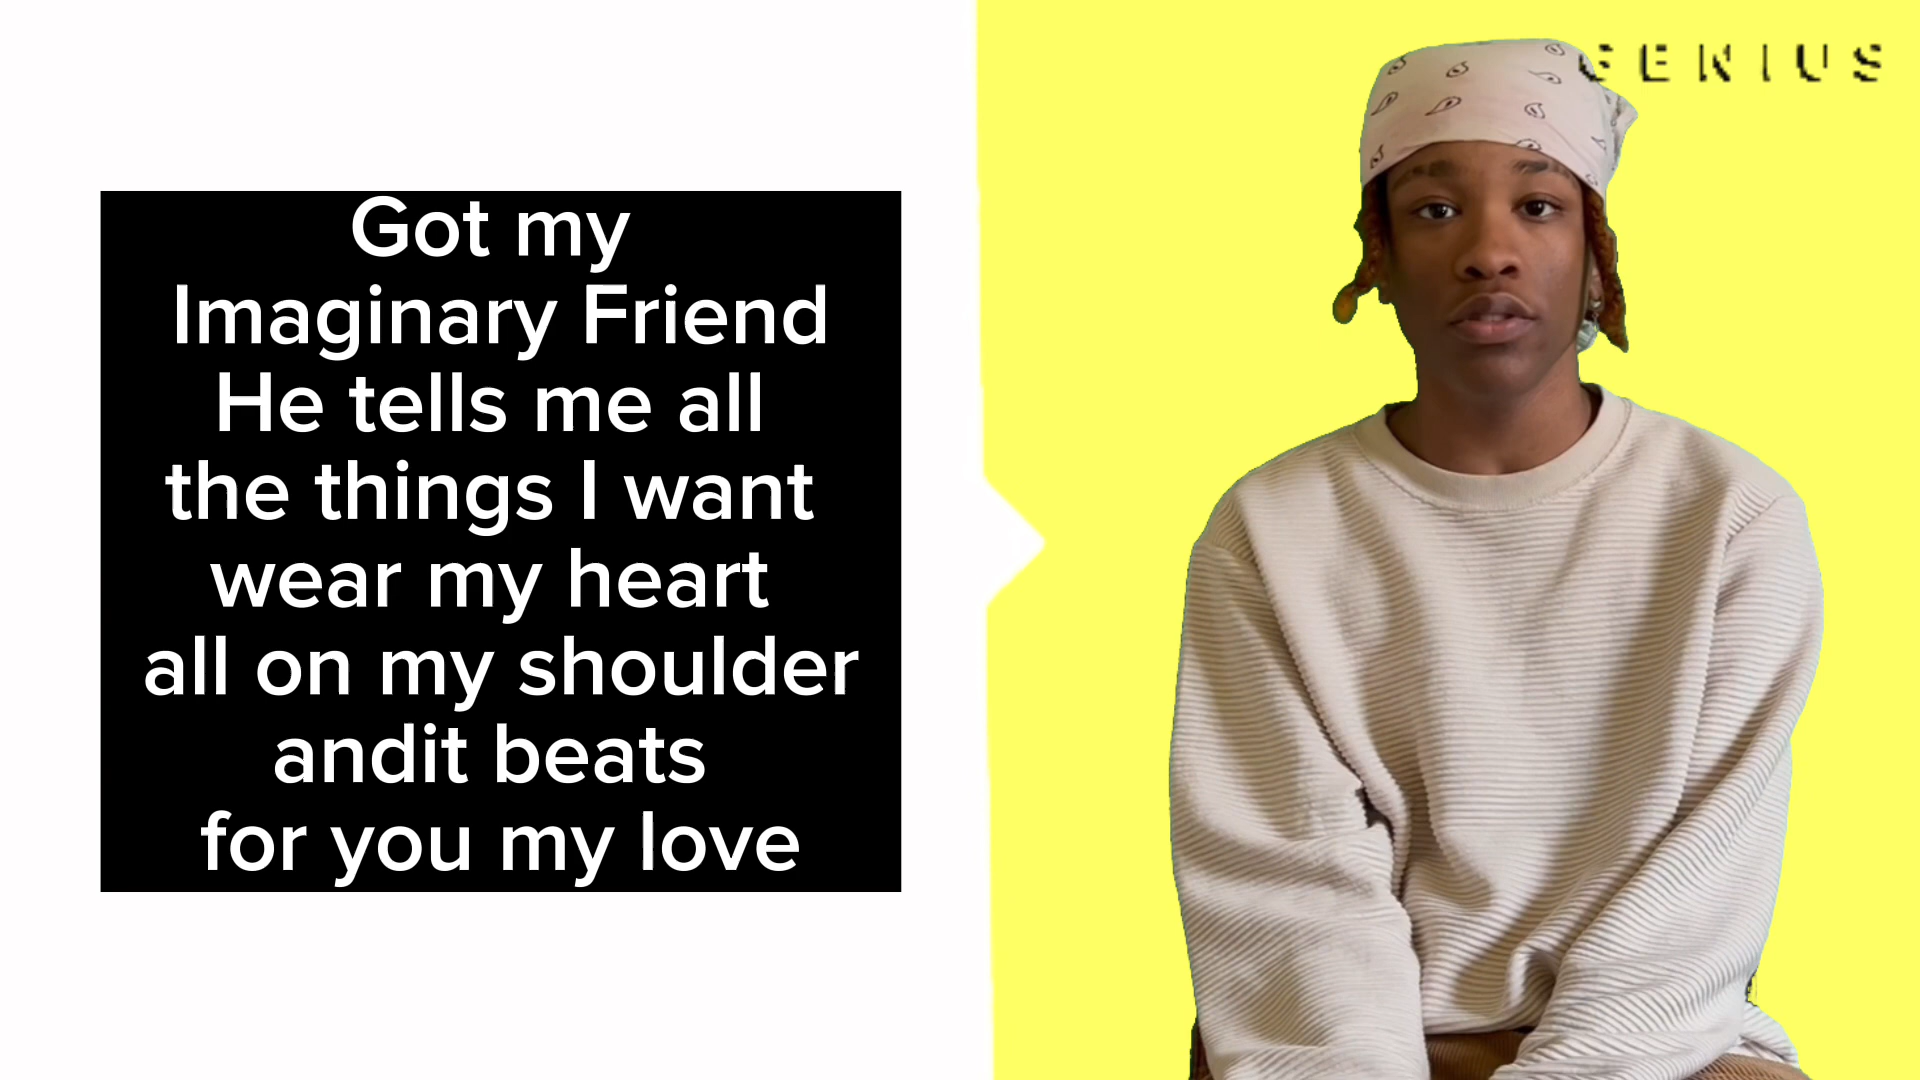 GENIUS
Got my
Imaginary Friend
He tells me all
the things I want
wear my heart
all on my shoulder
andit beats
for you my love